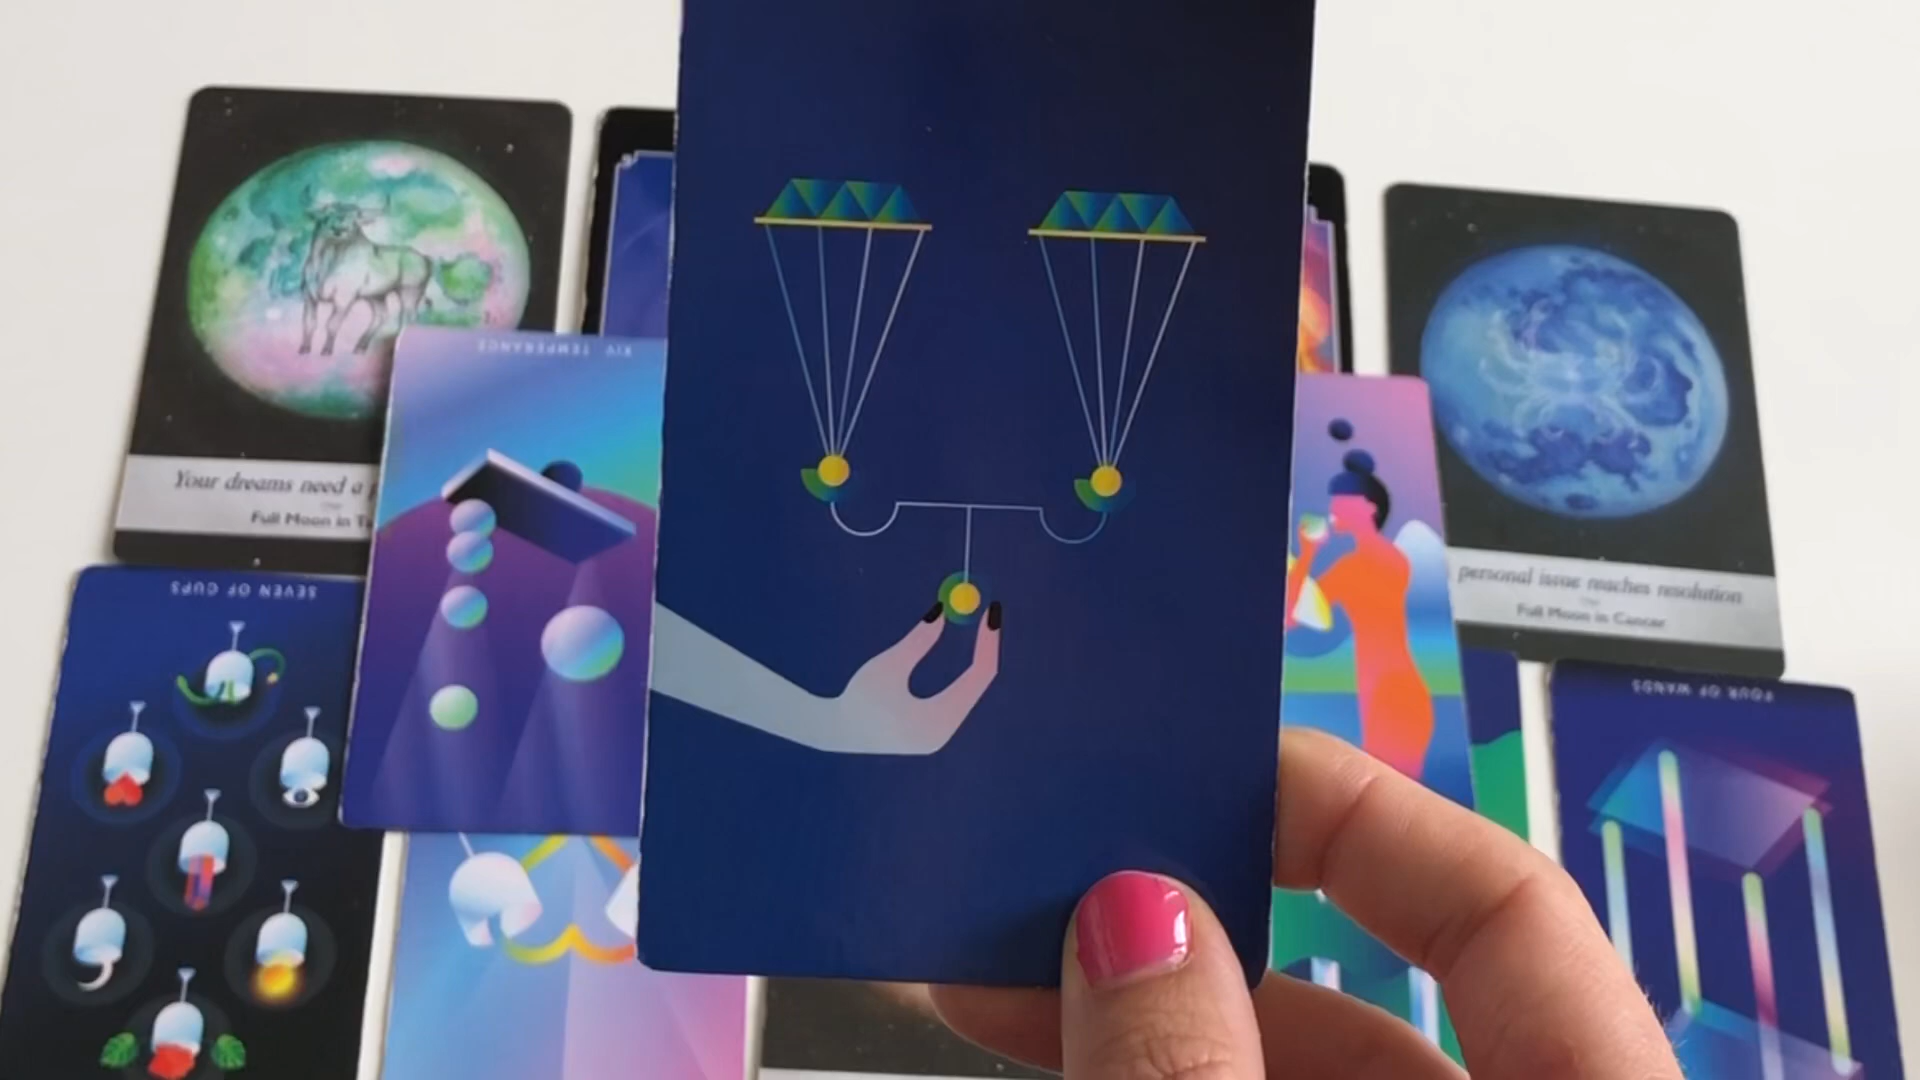 XIV TEMPERANCE
Your dreams need a
Full Moon in
SEVEN OF CUPS
personal issue reaches resolution
Full Moon in Cancer
FOUR OF WANDS